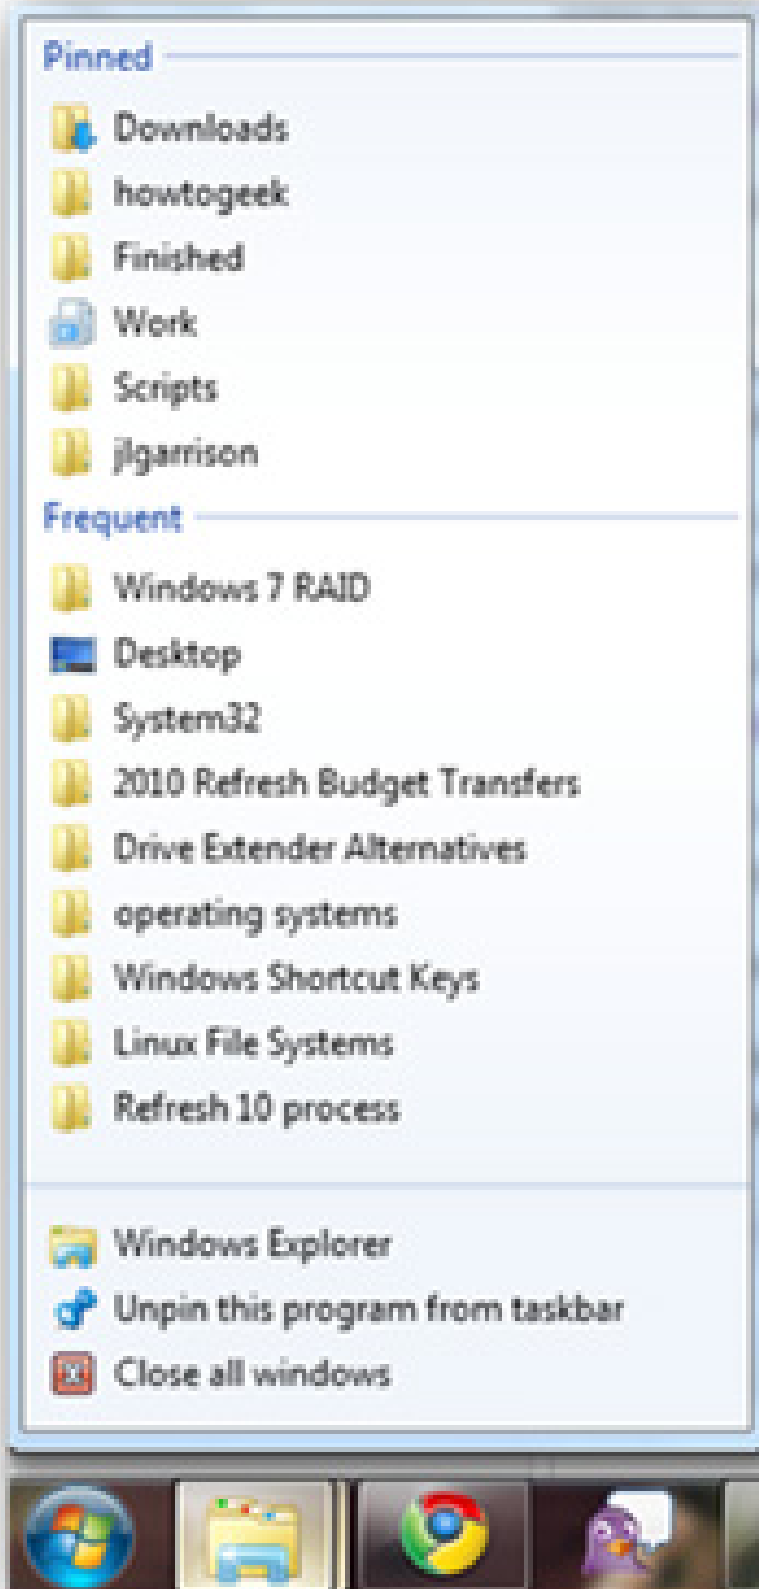 Pinned
Downloads
howtogeek
Finished
Work
Scripts
jlgarrison
Frequent
Windows 7 RAID
Desktop
System32
2010 Refresh Budget Transfers
Drive Extender Alternatives
operating systems
Windows Shortcut Keys
Linux File Systems
Refresh 10 process
Windows Explorer
Unpin this program from taskbar
Close all windows